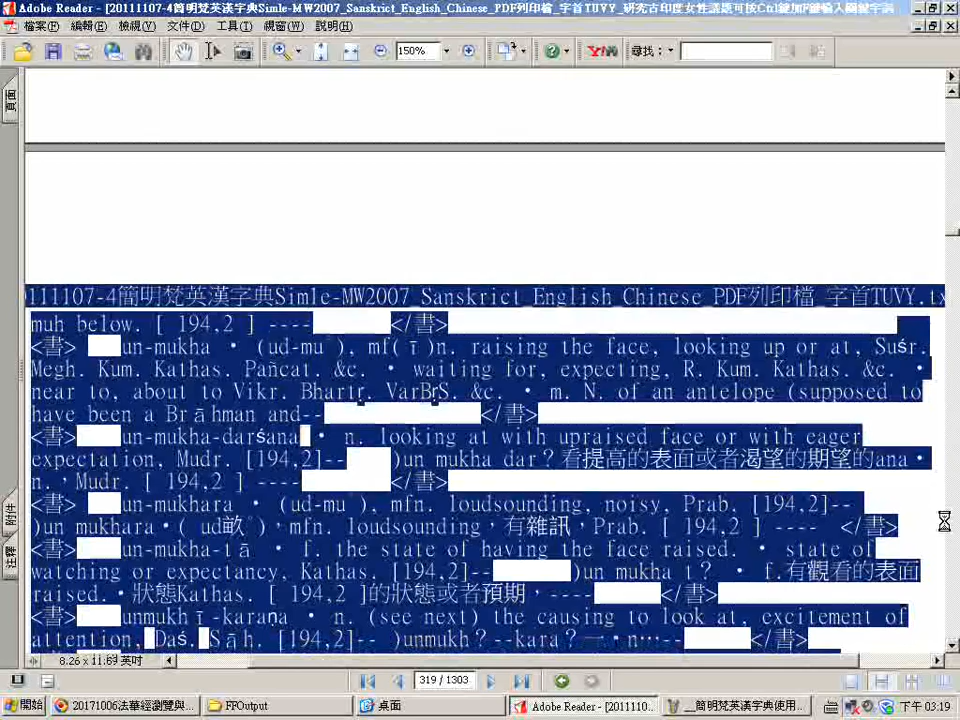 Adobe Reader - [20111107-4簡明梵英漢字典Simle-MW2007_Sanskrict_English_Chinese_PDF列印檔_字首TUVY_研究古印度女性議題可按Ctrl鍵加F鍵輸入關鍵字詞
檔案(F) 編輯(E) 檢視(V) 文件(D) 工具(T) 視窗(W) 說明(H)
150% Y! 尋找：
頁面
111107-4簡明梵英漢字典Simle-MW2007_Sanskrict_English_Chinese_PDF列印檔_字首TUVY.tx
muh below. [ 194,2 ] ---- </書>
<書> un-mukha ‧ (ud-mu˚), mf(ī)n. raising the face, looking up or at, Suśr.
Megh. Kum. Kathas. Pañcat. &c. ‧ waiting for, expecting, R. Kum. Kathas. &c. ‧
near to, about to Vikr. Bhartṛ. VarBṛS. &c. ‧ m. N. of an antelope (supposed to
have been a Brāhman and-- </書>
<書> un-mukha-darśana ‧ n. looking at with upraised face or with eager
expectation, Mudr. [194,2]-- )un mukha dar？看提高的表面或者渴望的期望的ana‧
n.，Mudr. [ 194,2 ] ---- </書>
<書> un-mukhara ‧ (ud-mu˚), mfn. loudsounding, noisy, Prab. [194,2]--
)un mukhara‧( ud畝˚)，mfn. loudsounding，有雜訊，Prab. [ 194,2 ] ---- </書>
<書> un-mukha-tā ‧ f. the state of having the face raised. ‧ state of
watching or expectancy, Kathas. [194,2]-- )un mukha t？ ‧ f.有觀看的表面
raised.‧狀態Kathas. [ 194,2 ]的狀態或者預期，---- </書>
<書> unmukhī-karaṇa ‧ n. (see next) the causing to look at, excitement of
attention, Daś. Sāh. [194,2]-- )unmukh？--kara？一‧n…-- </書>
附件
註釋
8.26 x 11.69 英吋
319 / 1303
開始 20171006法華經瀏覽與... FFOutput 桌面 Adobe Reader - [2011110... __簡明梵英漢字典使用... 下午 03:19